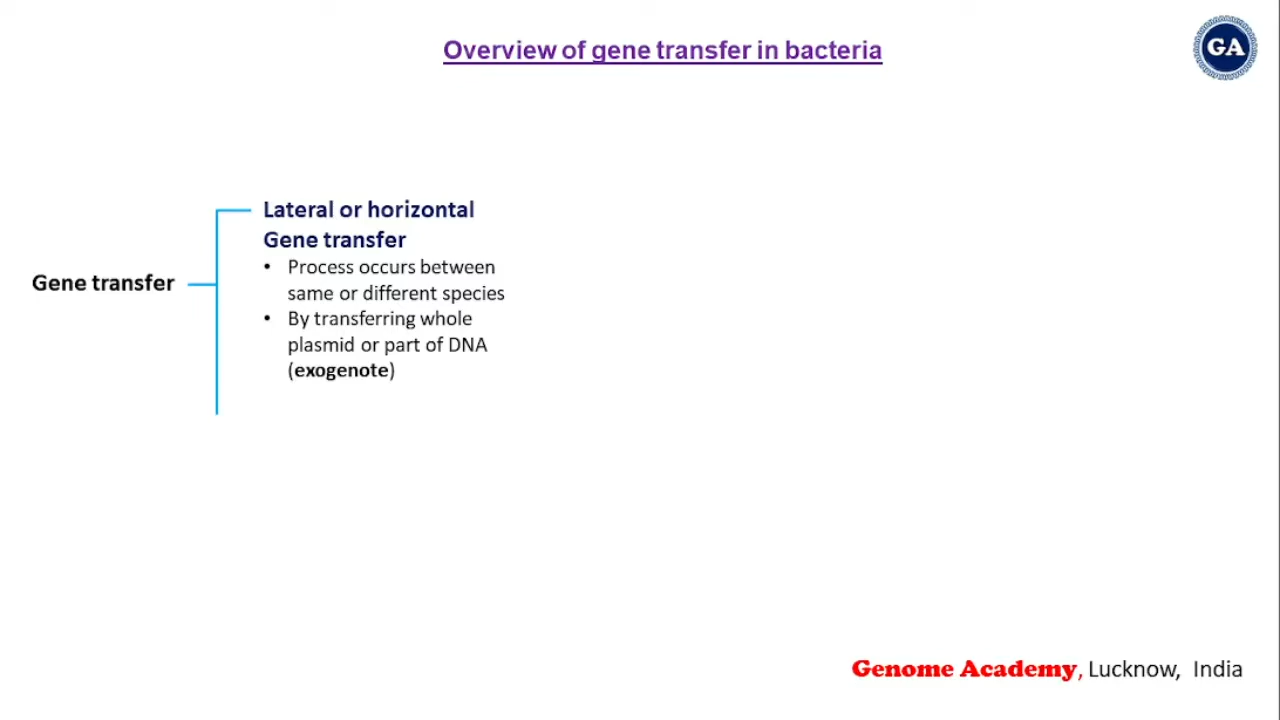 Overview of gene transfer in bacteria
GA
Lateral or horizontal
Gene transfer
• Process occurs between
same or different species
• By transferring whole
plasmid or part of DNA
(exogenote)
Gene transfer
Genome Academy, Lucknow, India